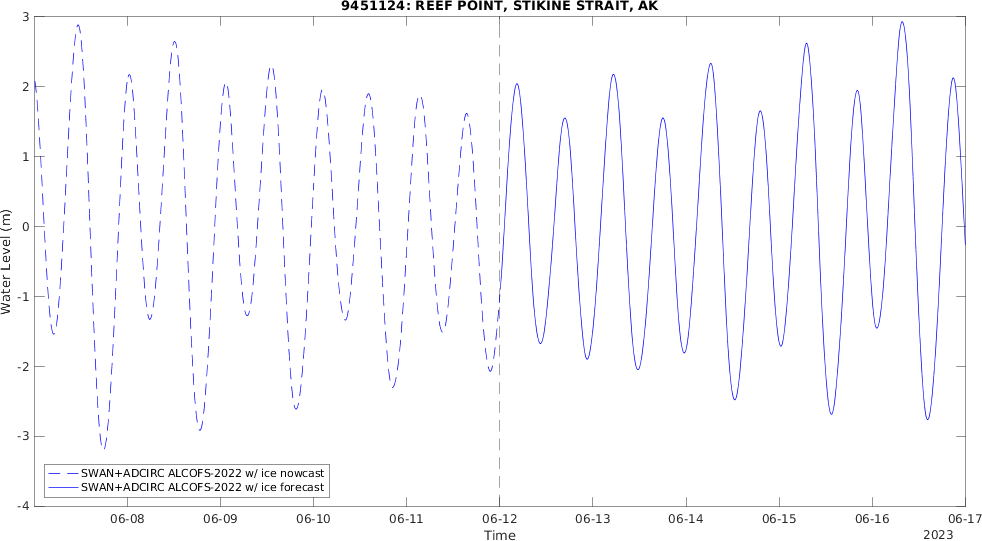 9451124: REEF POINT, STIKINE STRAIT, AK
3
2
1
0
-1
-2
-3
-4
Water Level (m)
SWAN+ADCIRC ALCOFS-2022 w/ ice nowcast
SWAN+ADCIRC ALCOFS-2022 w/ ice forecast
06-08 06-09 06-10 06-11 06-12 06-13 06-14 06-15 06-16 06-17
Time
2023